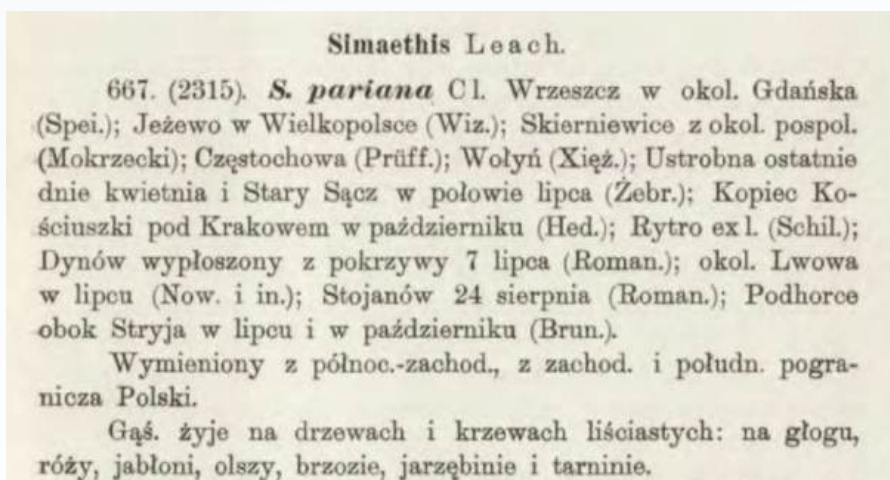 Simaethis Leach.
667. (2315). S. pariana Cl. Wrzeszcz w okol. Gdańska
(Spei.); Jeżewo w Wielkopolsce (Wiz.); Skierniewice z okol. pospol.
(Mokrzecki); Częstochowa (Prüff.); Wołyń (Xięż.); Ustrobna ostatnie
dnie kwietnia i Stary Sącz w połowie lipca (Żebr.); Kopiec Ko-
ściuszki pod Krakowem w październiku (Hed.); Rytro ex l. (Schil.);
Dynów wypłoszony z pokrzywy 7 lipca (Roman.); okol. Lwowa
w lipcu (Now. i in.); Stojanów 24 sierpnia (Roman.); Podhorce
obok Stryja w lipcu i w październiku (Brun.).
Wymieniony z północ.-zachod., z zachod. i połudn. pogra-
nicza Polski.
Gąś. żyje na drzewach i krzewach liściastych: na głogu,
róży, jabłoni, olszy, brzozie, jarzębinie i tarninie.